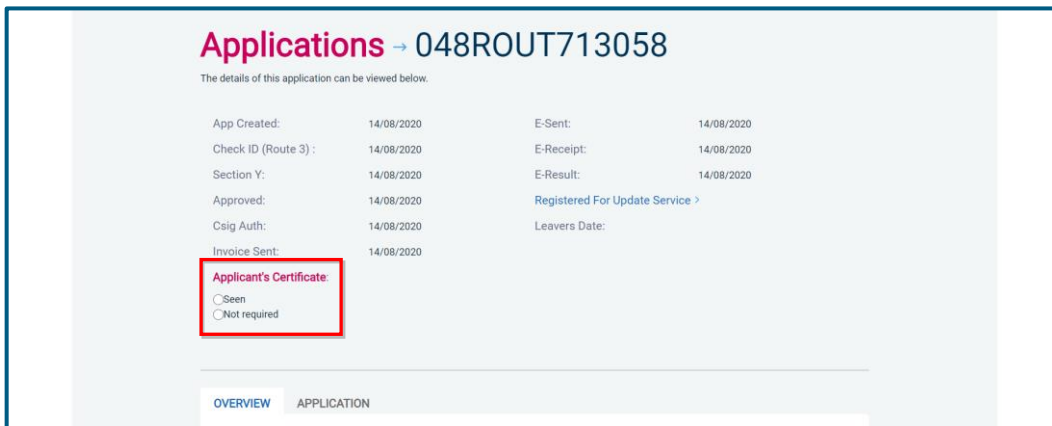 Applications → 048ROUT713058
The details of this application can be viewed below.
App Created: 14/08/2020 E-Sent: 14/08/2020
Check ID (Route 3) : 14/08/2020 E-Receipt: 14/08/2020
Section Y: 14/08/2020 E-Result: 14/08/2020
Approved: 14/08/2020 Registered For Update Service >
Csig Auth: 14/08/2020 Leavers Date:
Invoice Sent: 14/08/2020
Applicant's Certificate:
Seen
Not required
OVERVIEW APPLICATION